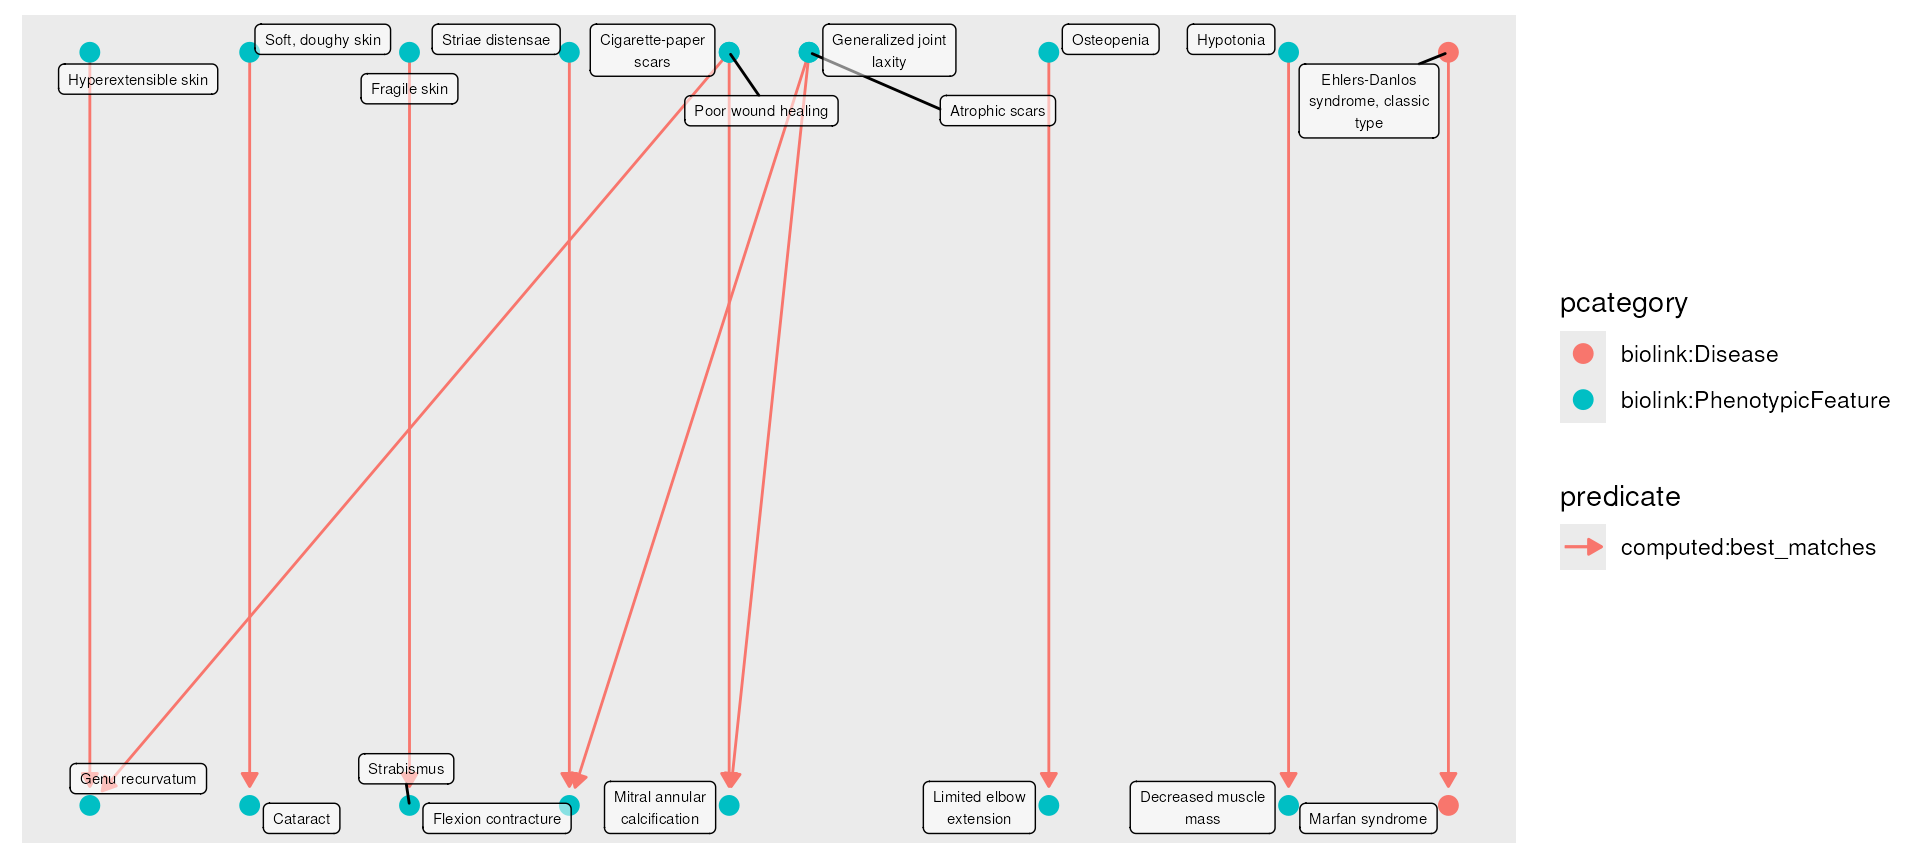 Soft, doughy skin
Striae distensae
Cigarette-paper
scars
Generalized joint
laxity
Osteopenia
Hypotonia
Hyperextensible skin
Fragile skin
Poor wound healing
Atrophic scars
Ehlers-Danlos
syndrome, classic
type
pcategory
biolink:Disease
biolink:PhenotypicFeature
predicate
computed:best_matches
Genu recurvatum
Strabismus
Cataract
Flexion contracture
Mitral annular
calcification
Limited elbow
extension
Decreased muscle
mass
Marfan syndrome